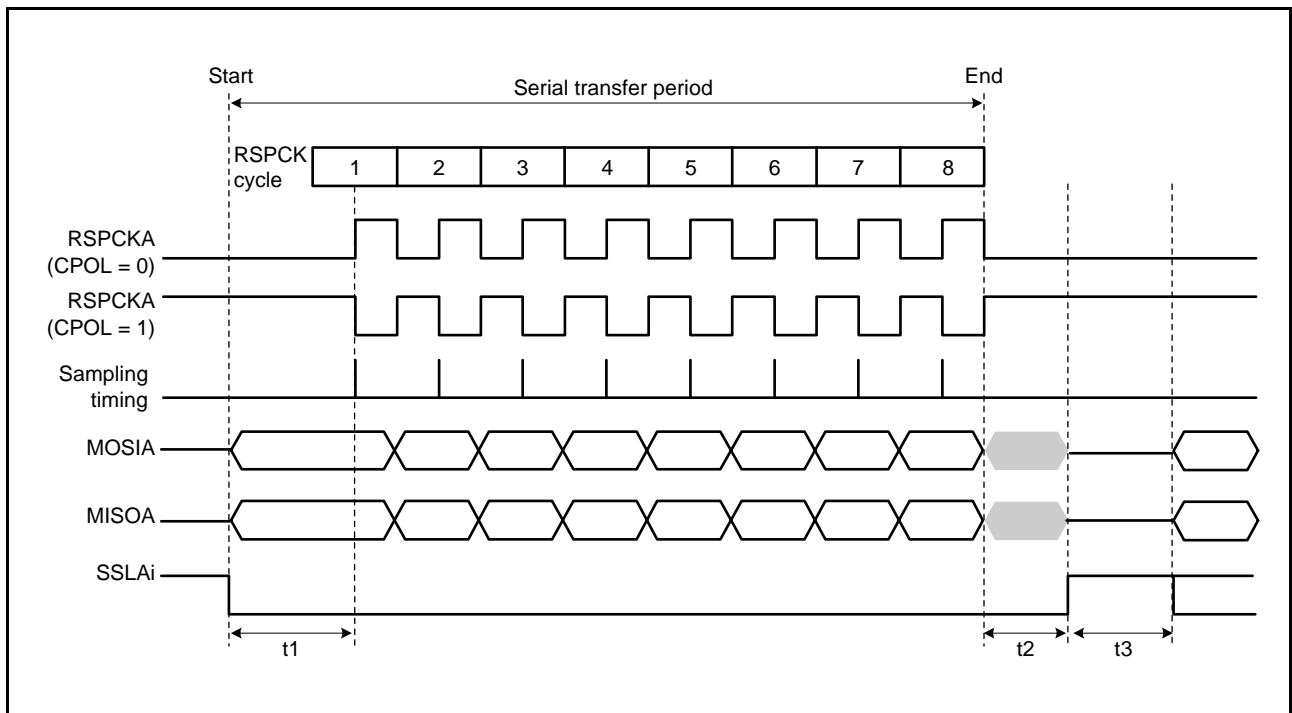 Start
End
Serial transfer period
RSPCK
cycle
1 2 3 4 5 6 7 8
RSPCKA
(CPOL = 0)
RSPCKA
(CPOL = 1)
Sampling
timing
MOSIA
MISOA
SSLAi
t1
t2
t3